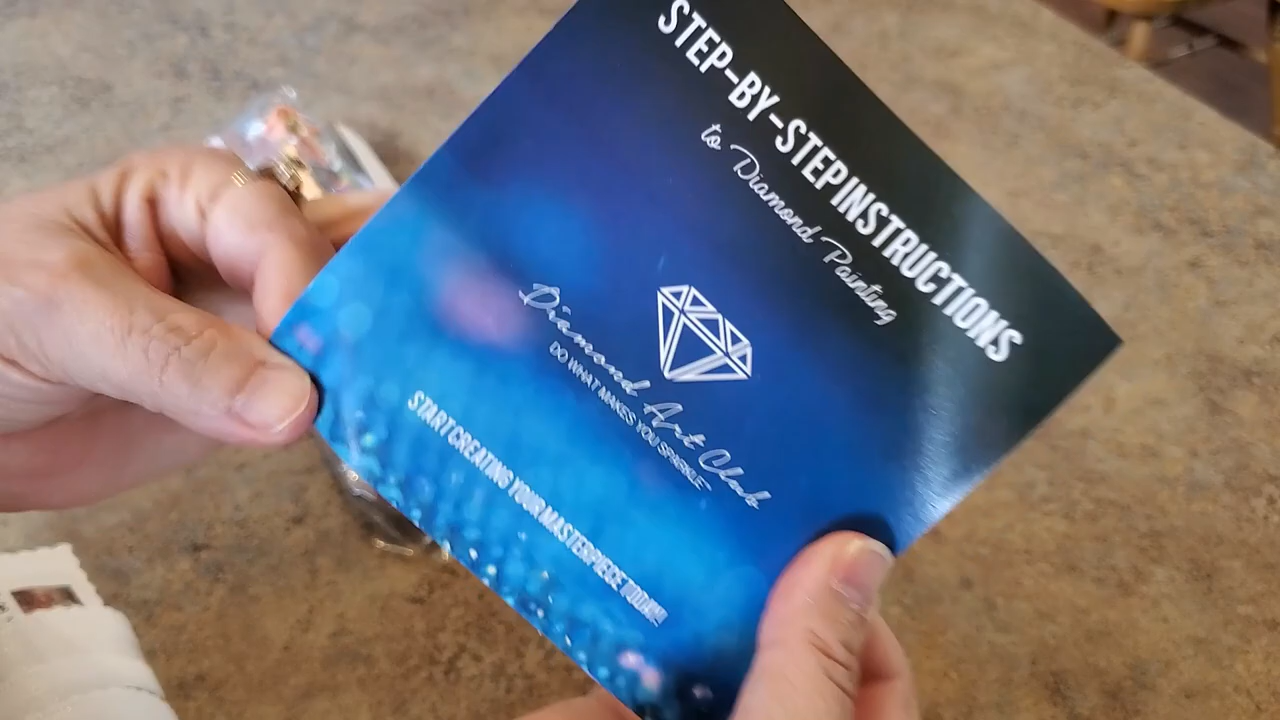 STEP-BY-STEP INSTRUCTIONS
to Diamond Painting
Diamond Art Club
DO WHAT MAKES YOU SPARKLE™
START CREATING YOUR MASTERPIECE TODAY!